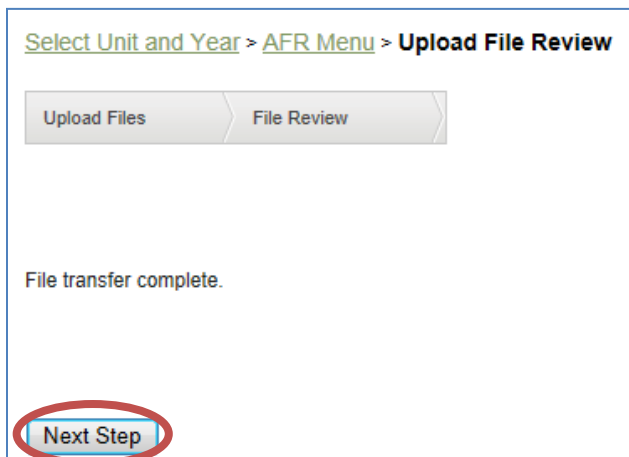 Select Unit and Year > AFR Menu > Upload File Review
Upload Files File Review
File transfer complete.
Next Step